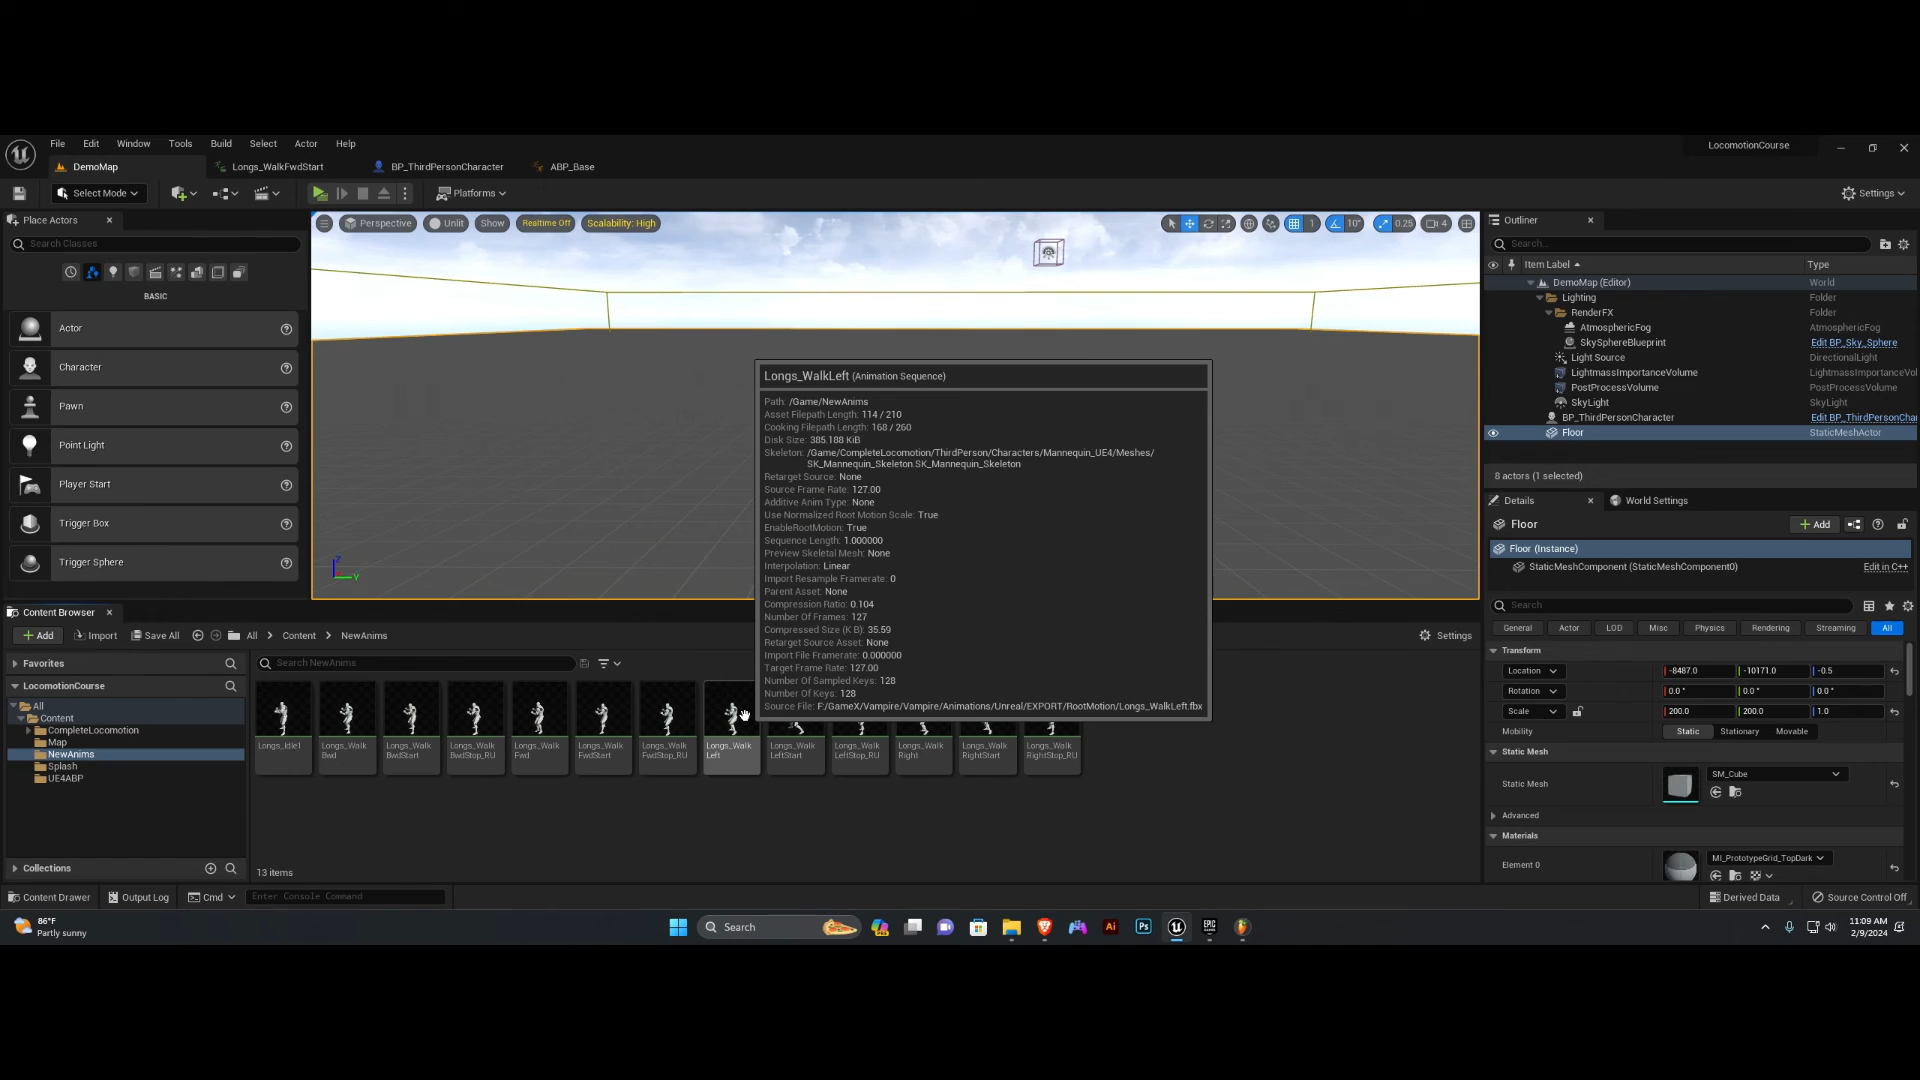 File Edit Window Tools Build Select Actor Help
LocomotionCourse
DemoMap Longs_WalkFwdStart BP_ThirdPersonCharacter ABP_Base
Select Mode Platforms Settings
Place Actors
Search Classes
BASIC
Actor
Character
Pawn
Point Light
Player Start
Trigger Box
Trigger Sphere
Perspective Unlit Show Realtime Off Scalability: High 1 10° 0.25 4
Z
Y
Longs_WalkLeft (Animation Sequence)
Path: /Game/NewAnims
Asset Filepath Length: 114 / 210
Cooking Filepath Length: 168 / 260
Disk Size: 385.188 KiB
Skeleton: /Game/CompleteLocomotion/ThirdPerson/Characters/Mannequin_UE4/Meshes/
SK_Mannequin_Skeleton.SK_Mannequin_Skeleton
Retarget Source: None
Source Frame Rate: 127.00
Additive Anim Type: None
Use Normalized Root Motion Scale: True
EnableRootMotion: True
Sequence Length: 1.000000
Preview Skeletal Mesh: None
Interpolation: Linear
Import Resample Framerate: 0
Parent Asset: None
Compression Ratio: 0.104
Number Of Frames: 127
Compressed Size (K B): 35.59
Retarget Source Asset: None
Import File Framerate: 0.000000
Target Frame Rate: 127.00
Number Of Sampled Keys: 128
Number Of Keys: 128
Source File: F:/GameX/Vampire/Vampire/Animations/Unreal/EXPORT/RootMotion/Longs_WalkLeft.fbx
Outliner
Search...
Item Label Type
DemoMap (Editor) World
Lighting Folder
RenderFX Folder
AtmosphericFog AtmosphericFog
SkySphereBlueprint Edit BP_Sky_Sphere
Light Source DirectionalLight
LightmassImportanceVolume LightmassImportanceVol
PostProcessVolume PostProcessVolume
SkyLight SkyLight
BP_ThirdPersonCharacter Edit BP_ThirdPersonChar
Floor StaticMeshActor
8 actors (1 selected)
Details World Settings
Floor Add
Floor (Instance)
StaticMeshComponent (StaticMeshComponent0) Edit in C++
Search
General Actor LOD Misc Physics Rendering Streaming All
Transform
Location -8487.0 -10171.0 -0.5
Rotation 0.0 ° 0.0 ° 0.0 °
Scale 200.0 200.0 1.0
Mobility Static Stationary Movable
Static Mesh
Static Mesh SM_Cube
Advanced
Materials
Element 0 MI_PrototypeGrid_TopDark
Content Browser
Add Import Save All All Content NewAnims Settings
Favorites
LocomotionCourse
All
Content
CompleteLocomotion
Map
NewAnims
Splash
UE4ABP
Collections
Search NewAnims
Longs_Idle1
Longs_Walk
Bwd
Longs_Walk
BwdStart
Longs_Walk
BwdStop_RU
Longs_Walk
Fwd
Longs_Walk
FwdStart
Longs_Walk
FwdStop_RU
Longs_Walk
Left
Longs_Walk
LeftStart
Longs_Walk
LeftStop_RU
Longs_Walk
Right
Longs_Walk
RightStart
Longs_Walk
RightStop_RU
13 items
Content Drawer Output Log Cmd Enter Console Command Derived Data Source Control Off
86°F
Partly sunny
Search
Ai
Ps
EPIC
11:09 AM
2/9/2024